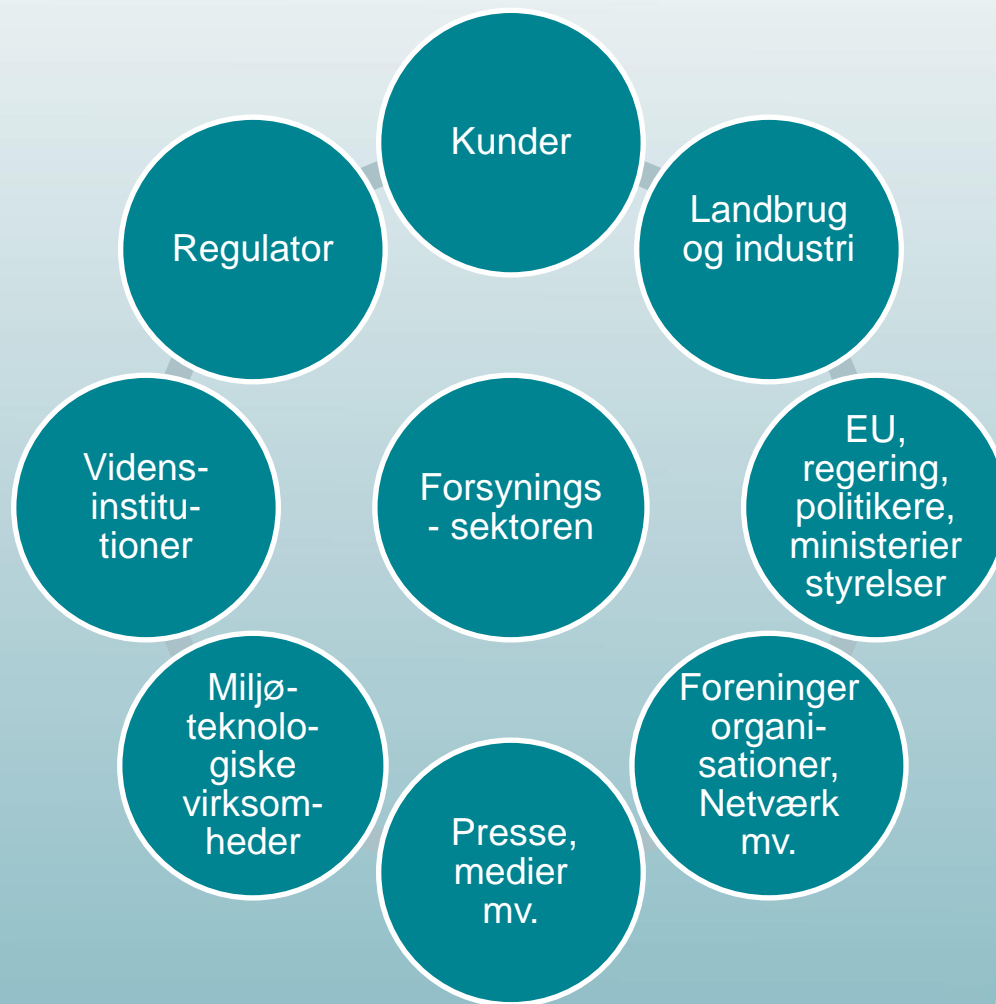 Kunder
Landbrug
og industri
EU,
regering,
politikere,
ministerier
styrelser
Foreninger
organi-
sationer,
Netværk
mv.
Presse,
medier
mv.
Miljø-
teknolo-
giske
virksom-
heder
Videns-
institu-
tioner
Regulator
Forsynings
- sektoren